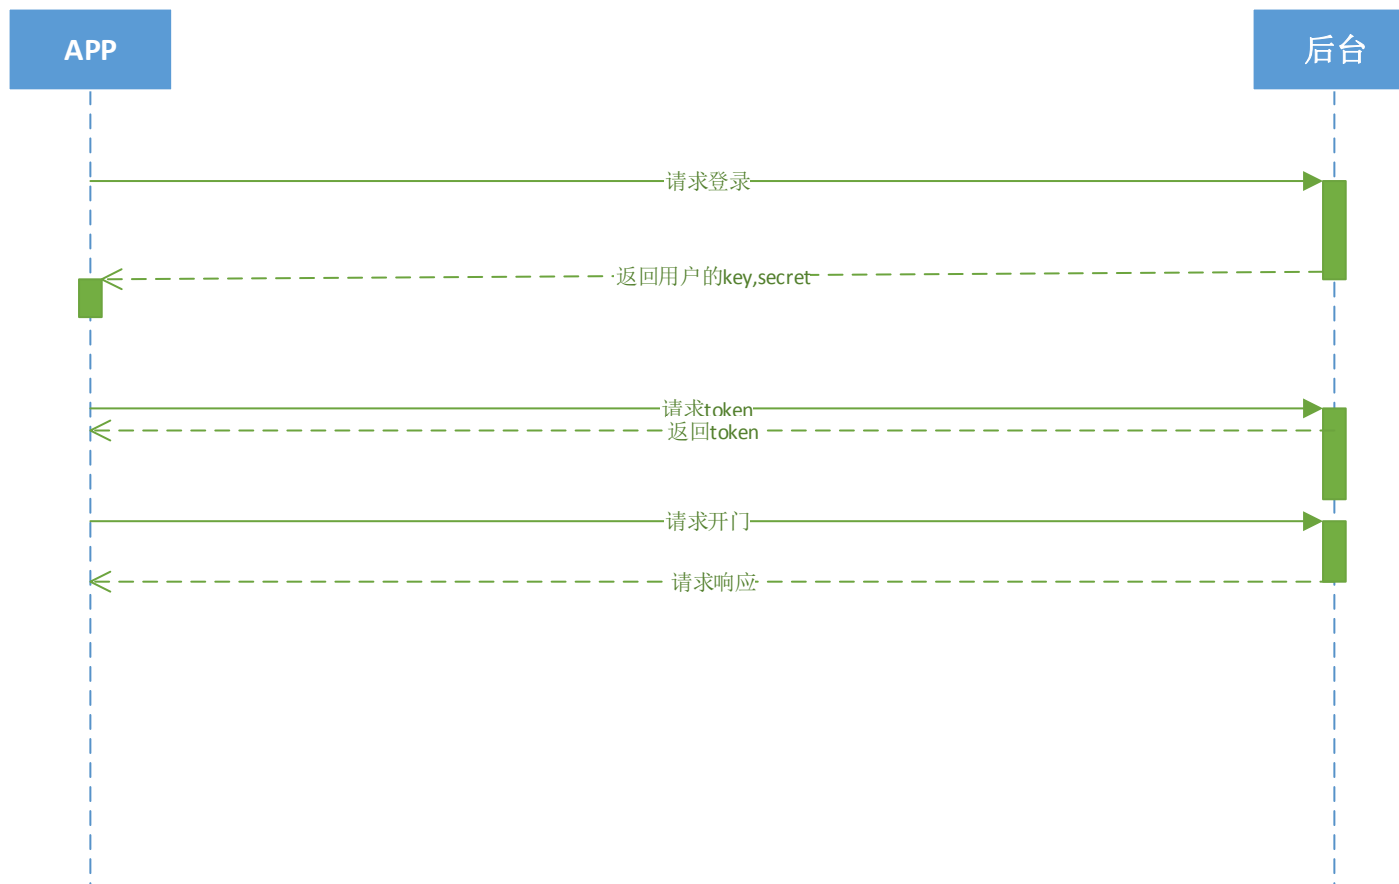 APP
后台
请求登录
返回用户的key,secret
请求token
返回token
请求开门
请求响应